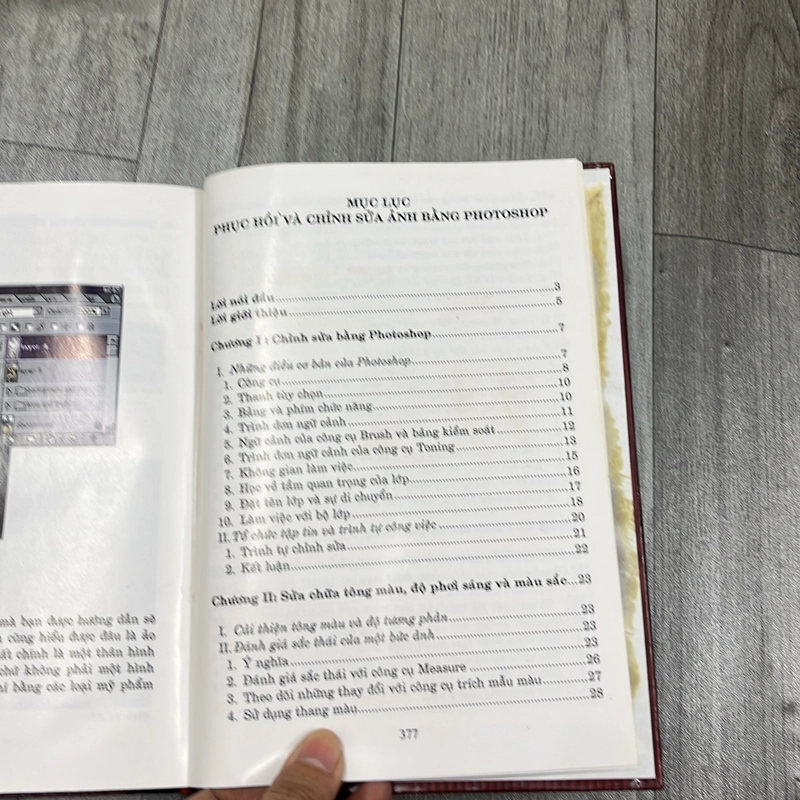 mà bạn được hướng dẫn sẽ
cũng hiểu được đâu là ảo
ất chính là một thân hình
chứ không phải một hình
hí bằng các loại mỹ phẩm
MỤC LỤC
PHỤC HỒI VÀ CHỈNH SỬA ẢNH BẰNG PHOTOSHOP
Lời nói đầu.....3
Lời giới thiệu.....5
Chương I : Chỉnh sửa bằng Photoshop.....7
I. Những điều cơ bản của Photoshop.....7
1. Công cụ.....8
2. Thanh tùy chọn.....10
3. Bảng và phím chức năng.....10
4. Trình đơn ngữ cảnh.....11
5. Ngữ cảnh của công cụ Brush và bảng kiểm soát.....12
6. Trình đơn ngữ cảnh của công cụ Toning.....13
7. Không gian làm việc.....15
8. Học về tầm quan trọng của lớp.....16
9. Đặt tên lớp và sự di chuyển.....17
10. Làm việc với bộ lớp.....18
II. Tổ chức tập tin và trình tự công việc.....20
1. Trình tự chỉnh sửa.....21
2. Kết luận.....22
Chương II: Sửa chữa tông màu, độ phơi sáng và màu sắc...23
I. Cải thiện tông màu và độ tương phản.....23
II. Đánh giá sắc thái của một bức ảnh.....23
1. Ý nghĩa.....23
2. Đánh giá sắc thái với công cụ Measure.....26
3. Theo dõi những thay đổi với công cụ trích mẫu màu.....27
4. Sử dụng thang màu.....28
377